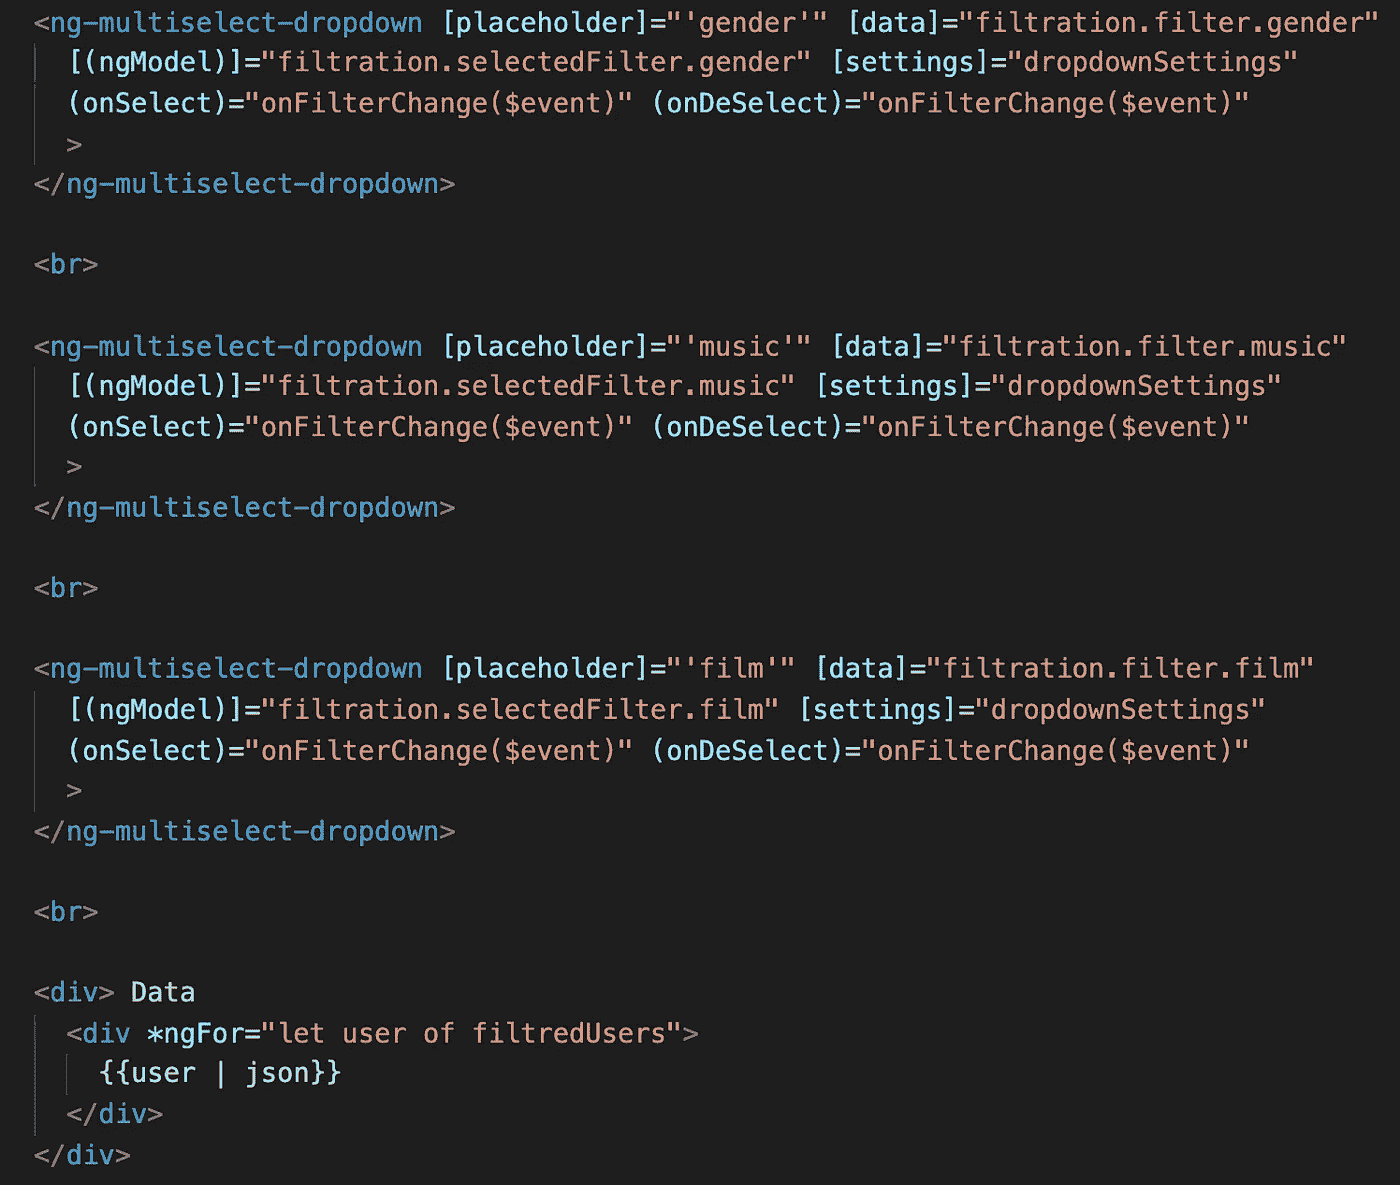 <ng-multiselect-dropdown [placeholder]="'gender'" [data]="filtration.filter.gender"
[(ngModel)]="filtration.selectedFilter.gender" [settings]="dropdownSettings"
(onSelect)="onFilterChange($event)" (onDeSelect)="onFilterChange($event)"
>
</ng-multiselect-dropdown>
<br>
<ng-multiselect-dropdown [placeholder]="'music'" [data]="filtration.filter.music"
[(ngModel)]="filtration.selectedFilter.music" [settings]="dropdownSettings"
(onSelect)="onFilterChange($event)" (onDeSelect)="onFilterChange($event)"
>
</ng-multiselect-dropdown>
<br>
<ng-multiselect-dropdown [placeholder]="'film'" [data]="filtration.filter.film"
[(ngModel)]="filtration.selectedFilter.film" [settings]="dropdownSettings"
(onSelect)="onFilterChange($event)" (onDeSelect)="onFilterChange($event)"
>
</ng-multiselect-dropdown>
<br>
<div> Data
<div *ngFor="let user of filtredUsers">
{{user | json}}
</div>
</div>